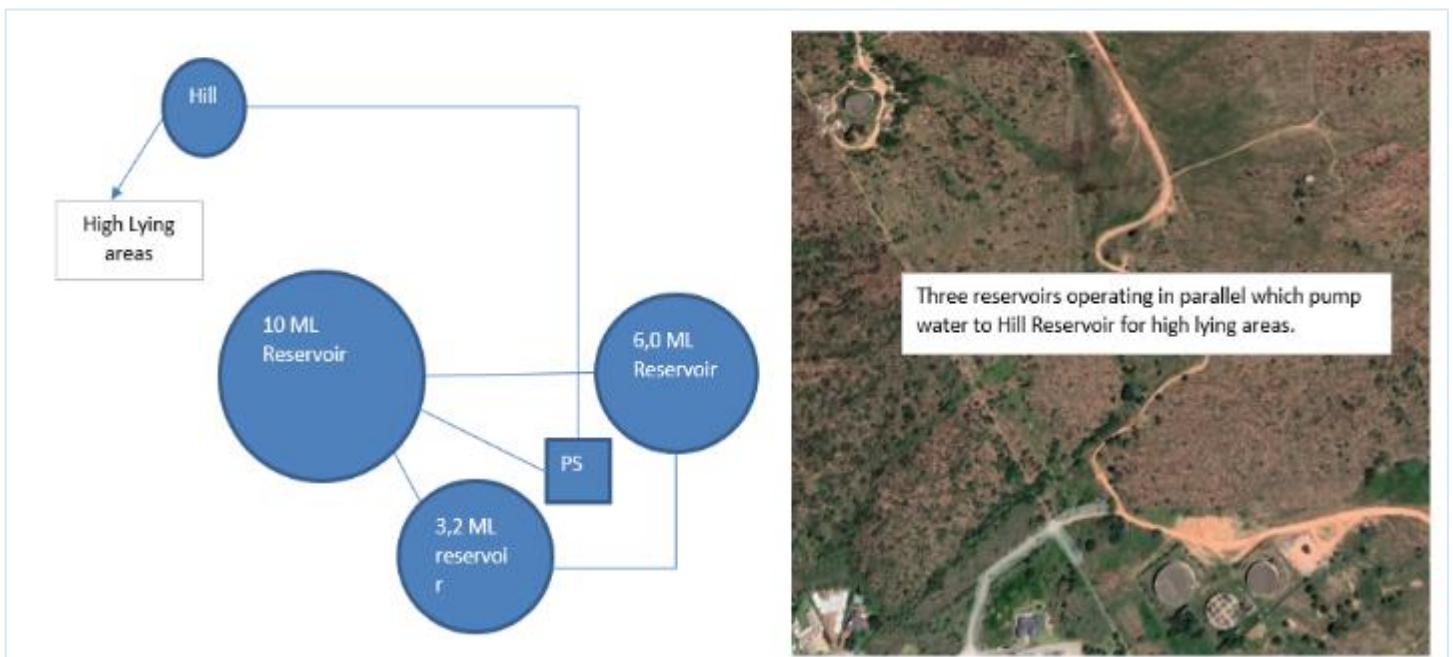 Hill
High Lying
areas
10 ML
Reservoir
6,0 ML
Reservoir
PS
3,2 ML
reservoi
r
Three reservoirs operating in parallel which pump
water to Hill Reservoir for high lying areas.